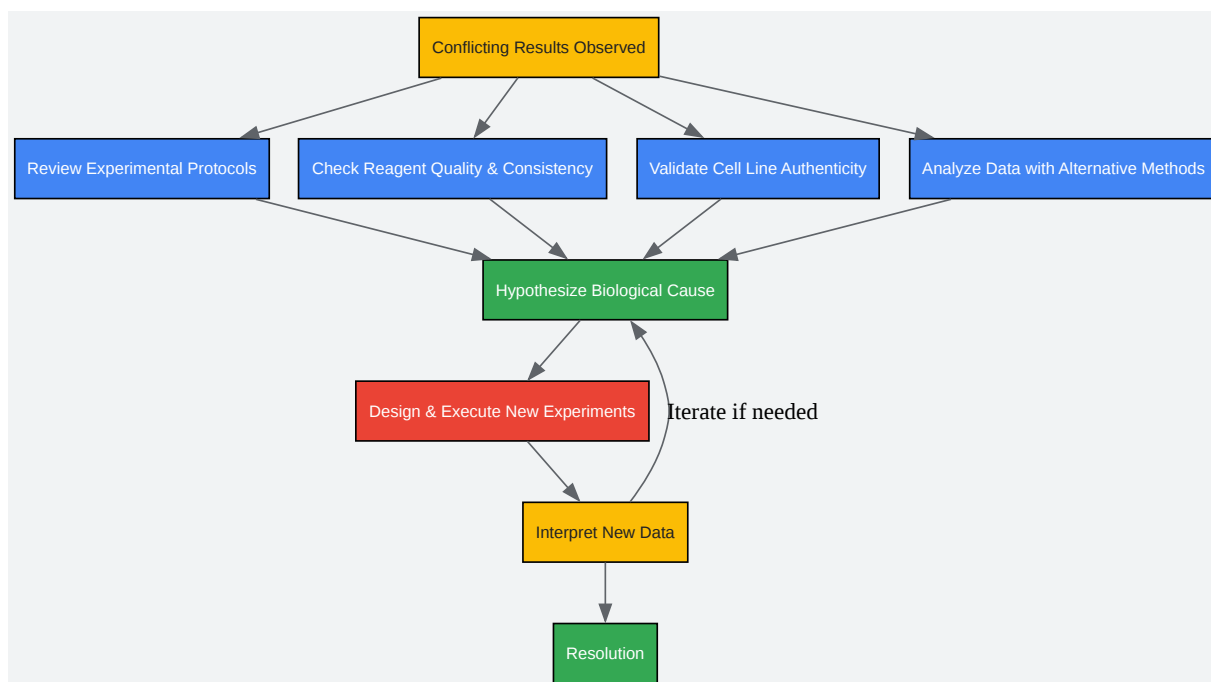 Conflicting Results Observed
Review Experimental Protocols
Check Reagent Quality & Consistency
Validate Cell Line Authenticity
Analyze Data with Alternative Methods
Hypothesize Biological Cause
Design & Execute New Experiments
Iterate if needed
Interpret New Data
Resolution